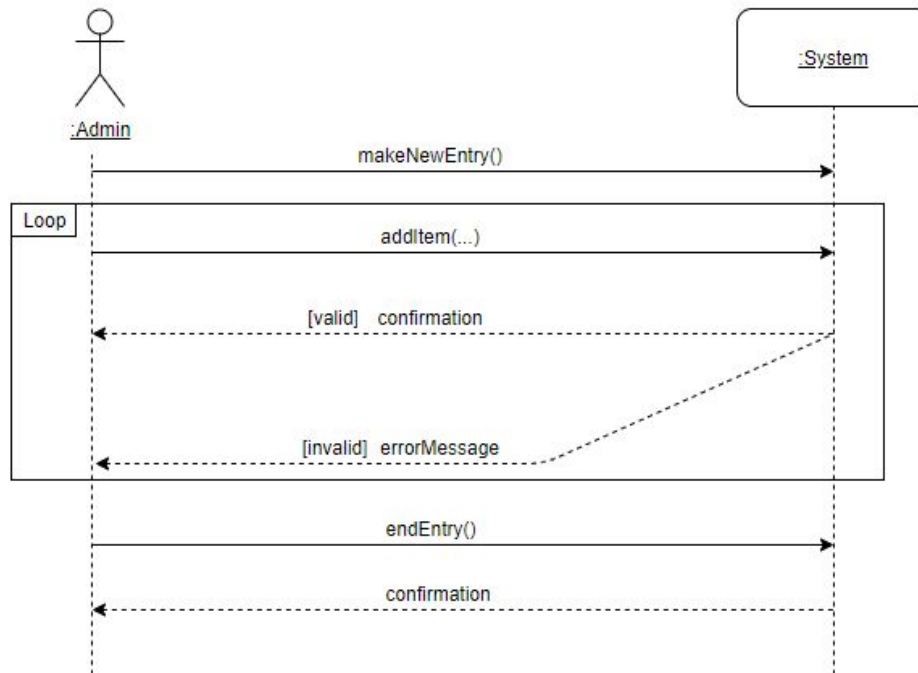 :System
:Admin
makeNewEntry()
Loop
addItem(...)
[valid] confirmation
[invalid] errorMessage
endEntry()
confirmation